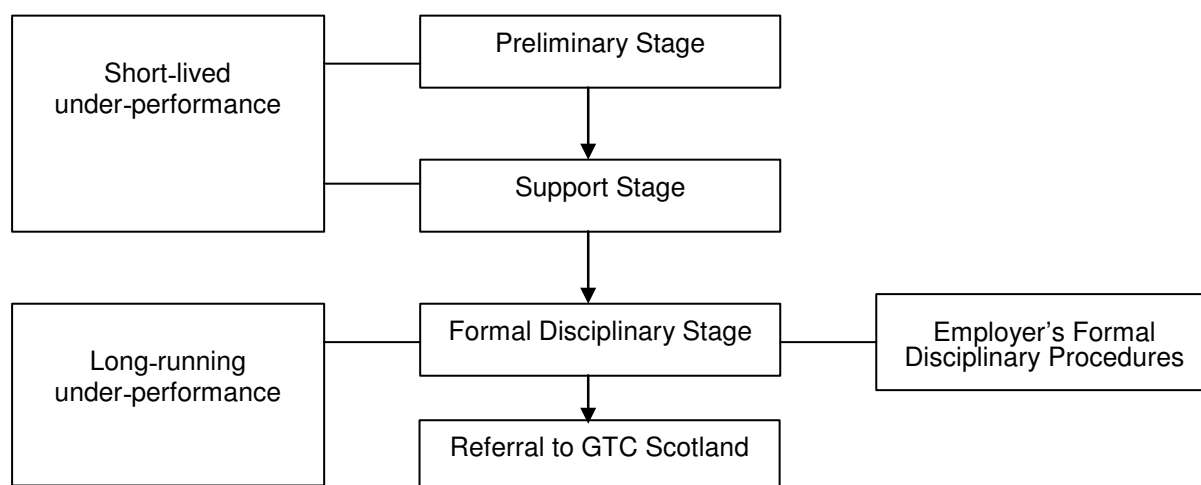 Preliminary Stage
Short-lived
under-performance
Support Stage
Formal Disciplinary Stage
Employer's Formal
Disciplinary Procedures
Long-running
under-performance
Referral to GTC Scotland